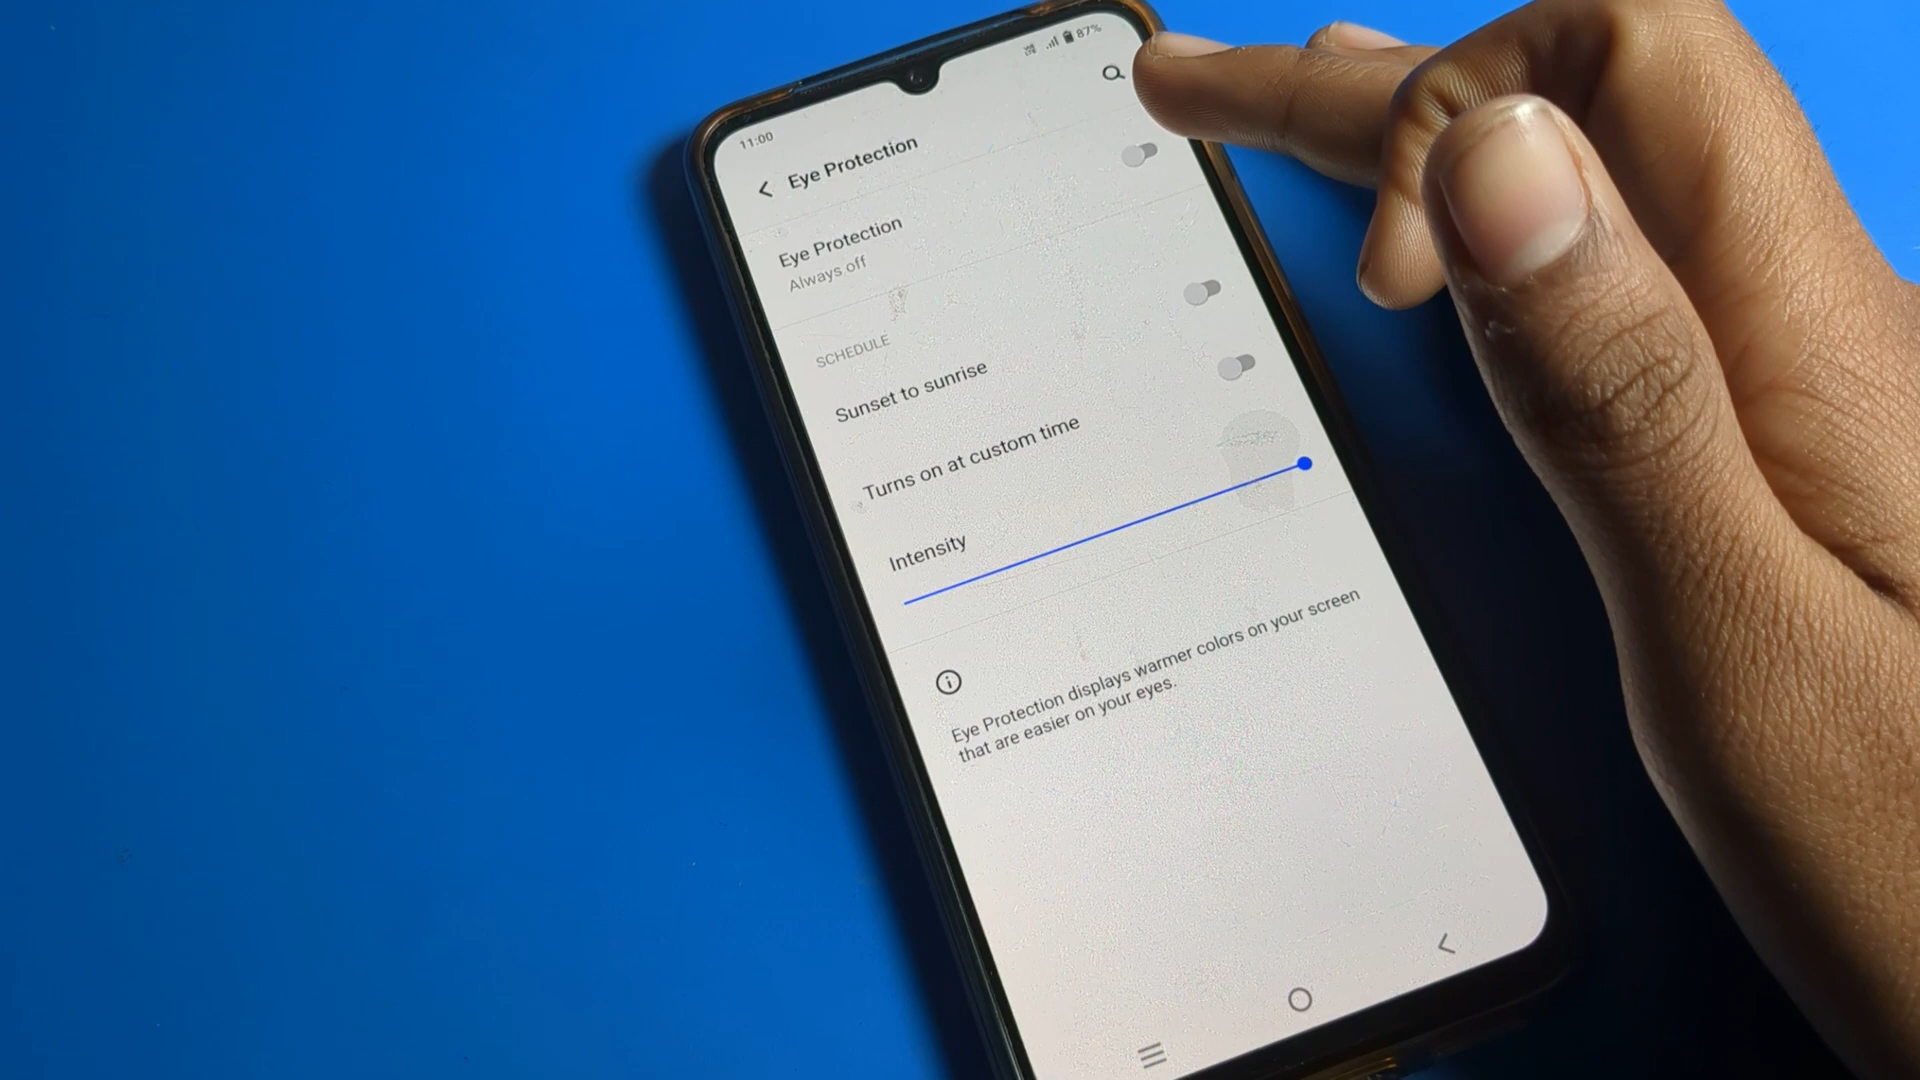 11:00
87%
Eye Protection
Eye Protection
Always off
SCHEDULE
Sunset to sunrise
Turns on at custom time
Intensity
Eye Protection displays warmer colors on your screen
that are easier on your eyes.